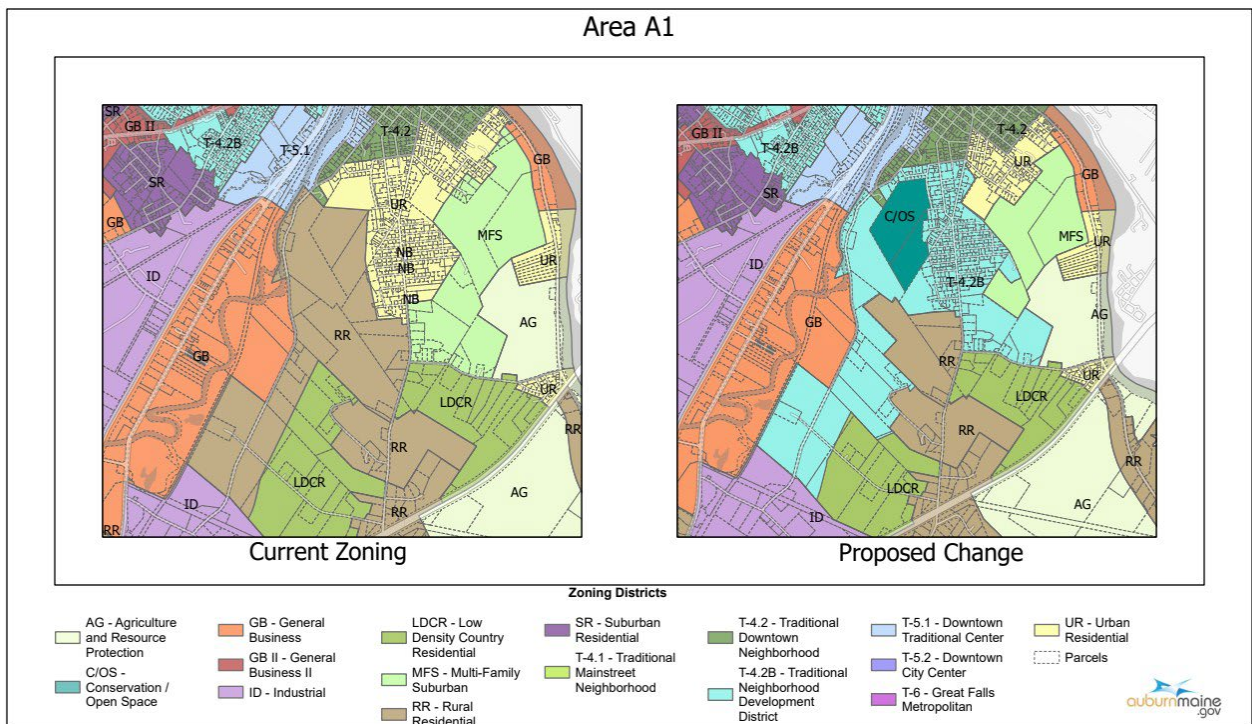 Area A1
SR
GB II
T-4.2B
T-5.1
T-4.2
GB
SR
UR
GB
MFS
ID
NB
NB
UR
NB
AG
RR
GB
UR
LDCR
RR
RR
AG
LDCR
ID
RR
RR
Current Zoning
GB II
T-4.2B
T-4.2
UR
GB
SR
C/OS
MFS
UR
ID
T-4.2B
GB
AG
RR
UR
LDCR
RR
RR
LDCR
AG
ID
Proposed Change
Zoning Districts
AG - Agriculture
and Resource
Protection
C/OS -
Conservation /
Open Space
GB - General
Business
GB II - General
Business II
ID - Industrial
LDCR - Low
Density Country
Residential
MFS - Multi-Family
Suburban
RR - Rural
Residential
SR - Suburban
Residential
T-4.1 - Traditional
Mainstreet
Neighborhood
T-4.2 - Traditional
Downtown
Neighborhood
T-4.2B - Traditional
Neighborhood
Development
District
T-5.1 - Downtown
Traditional Center
T-5.2 - Downtown
City Center
T-6 - Great Falls
Metropolitan
UR - Urban
Residential
Parcels
auburnmaine
.gov